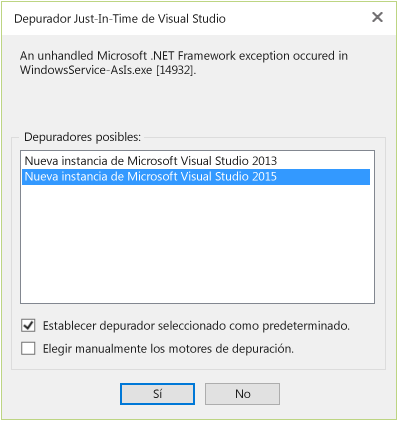 Depurador Just-In-Time de Visual Studio
An unhandled Microsoft .NET Framework exception occured in
WindowsService-AsIs.exe [14932].
Depuradores posibles:
Nueva instancia de Microsoft Visual Studio 2013
Nueva instancia de Microsoft Visual Studio 2015
Establecer depurador seleccionado como predeterminado.
Elegir manualmente los motores de depuración.
Sí
No